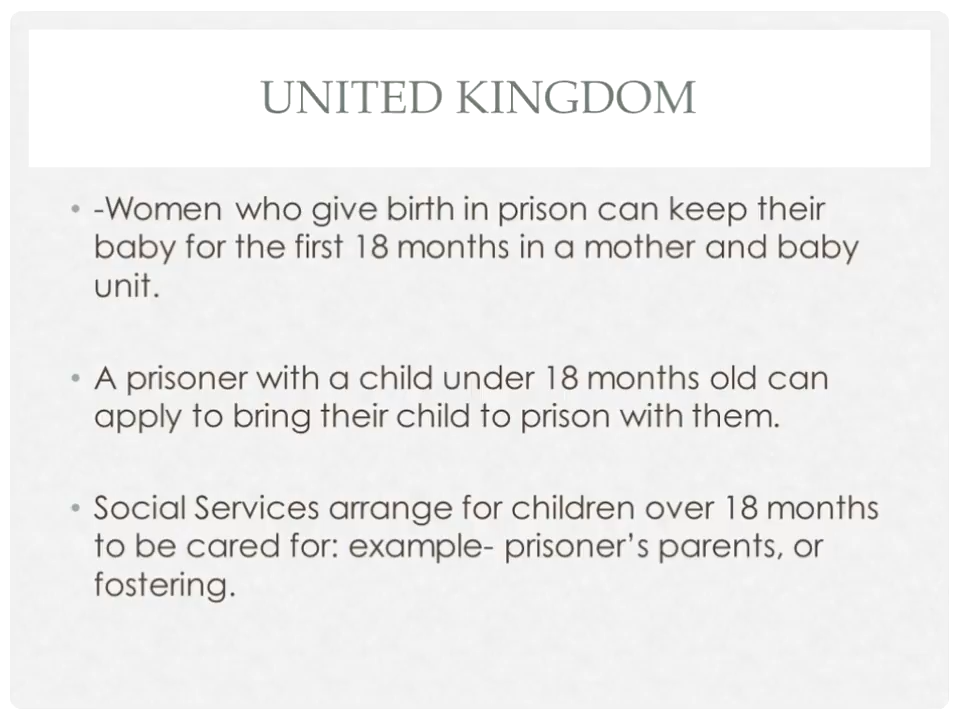 UNITED KINGDOM
• -Women who give birth in prison can keep their
baby for the first 18 months in a mother and baby
unit.
• A prisoner with a child under 18 months old can
apply to bring their child to prison with them.
• Social Services arrange for children over 18 months
to be cared for: example- prisoner’s parents, or
fostering.